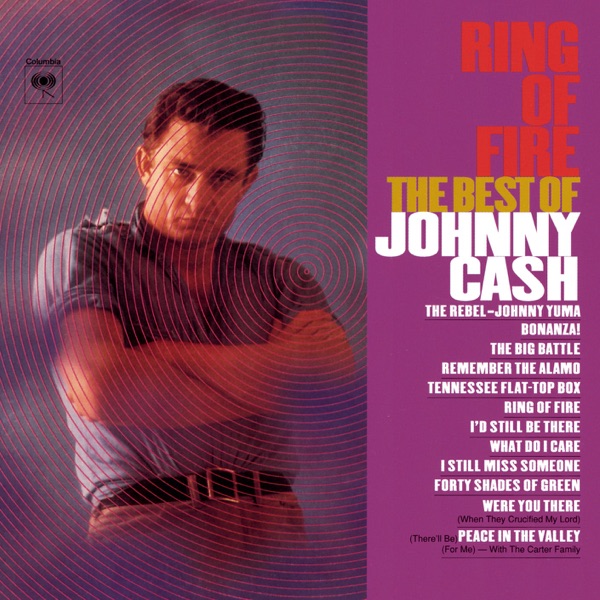 Columbia
RING
OF
FIRE
THE BEST OF
JOHNNY
CASH
THE REBEL–JOHNNY YUMA
BONANZA!
THE BIG BATTLE
REMEMBER THE ALAMO
TENNESSEE FLAT-TOP BOX
RING OF FIRE
I'D STILL BE THERE
WHAT DO I CARE
I STILL MISS SOMEONE
FORTY SHADES OF GREEN
WERE YOU THERE
(When They Crucified My Lord)
(There'll Be) PEACE IN THE VALLEY
(For Me) — With The Carter Family